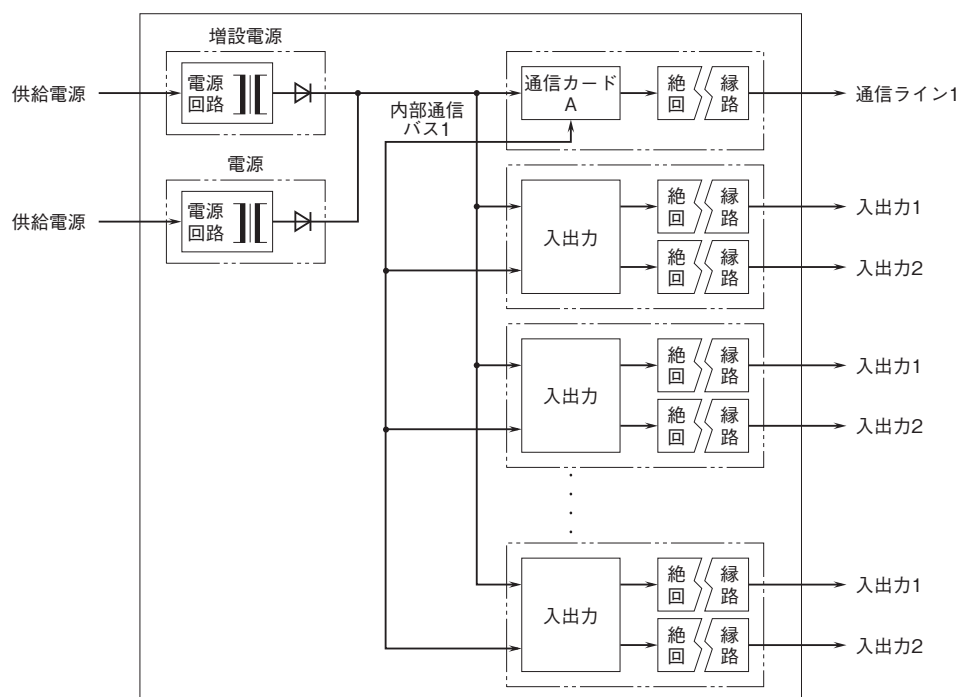 増設電源
供給電源
電源
回路
電源
供給電源
電源
回路
内部通信
バス1
通信カード
A
絶 縁
回 路
通信ライン1
入出力
絶 縁
回 路
入出力1
絶 縁
回 路
入出力2
入出力
絶 縁
回 路
入出力1
絶 縁
回 路
入出力2
入出力
絶 縁
回 路
入出力1
絶 縁
回 路
入出力2